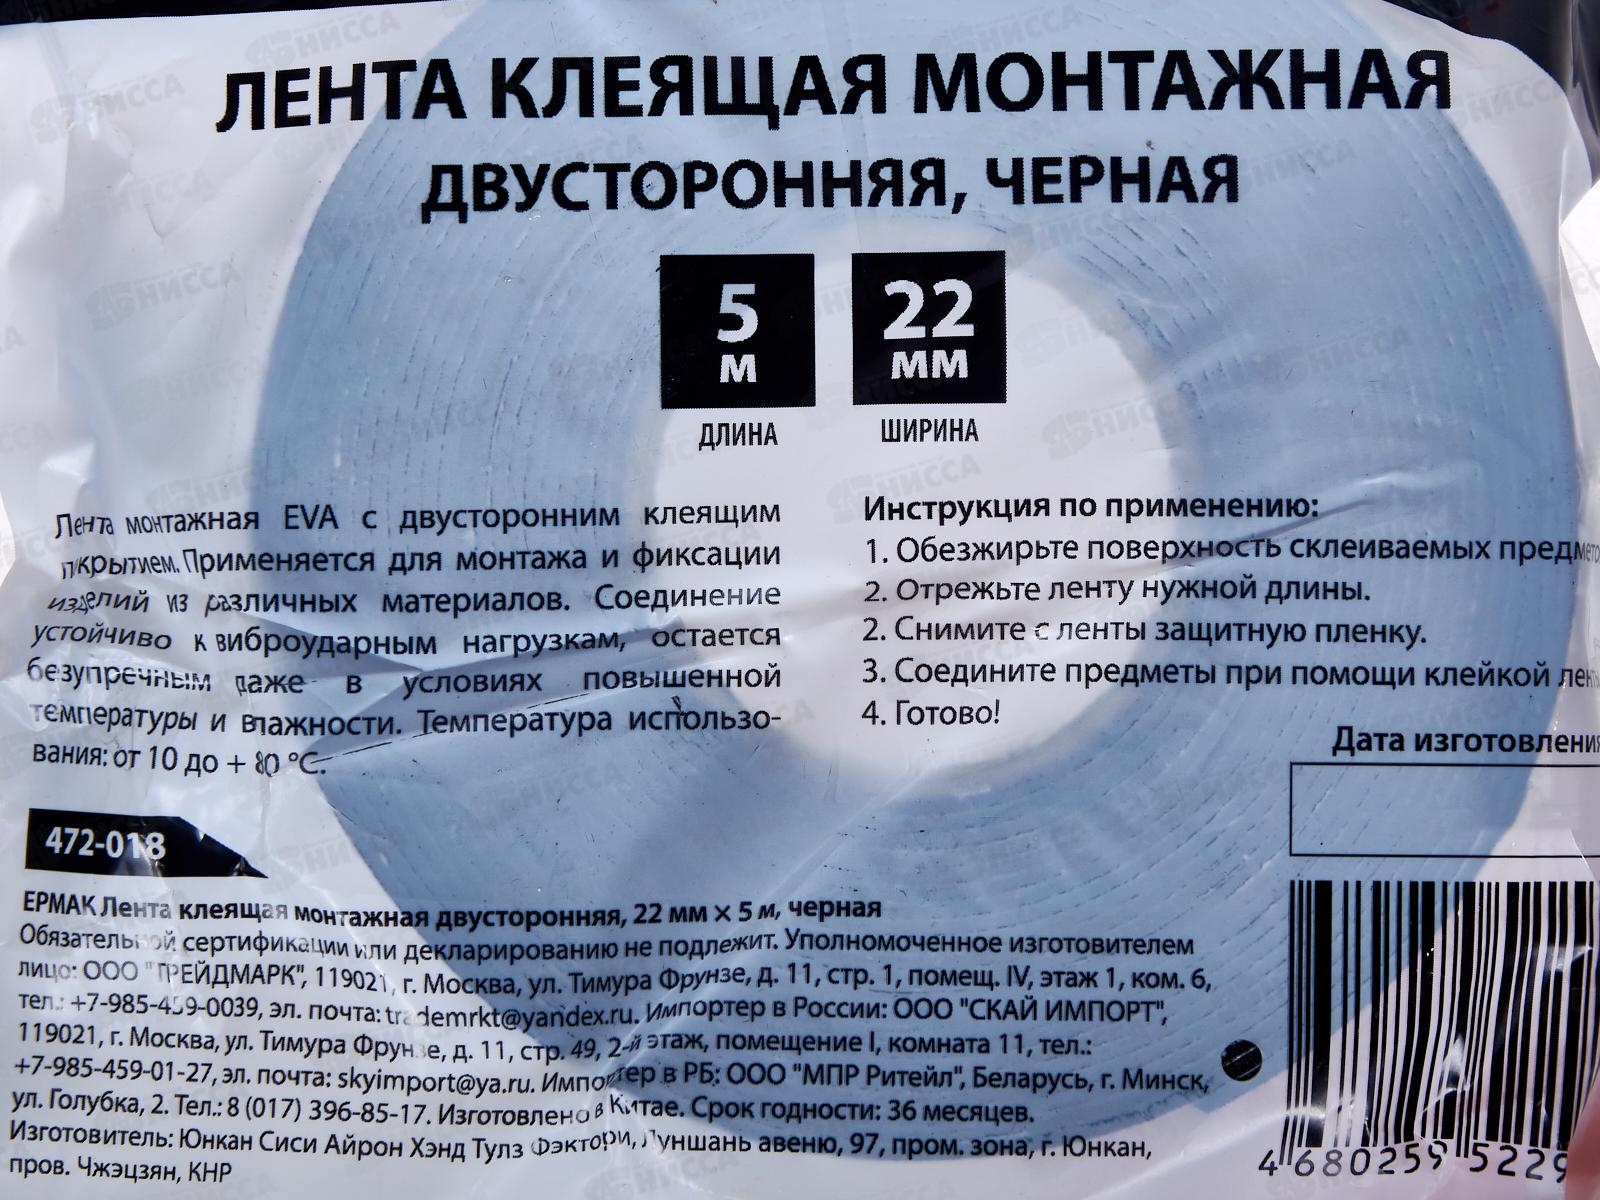 ЛЕНТА КЛЕЯЩАЯ МОНТАЖНАЯ
ДВУСТОРОННЯЯ, ЧЕРНАЯ
5 22
М ММ
ДЛИНА ШИРИНА
Лента монтажная EVA с двусторонним клеящим
покрытием. Применяется для монтажа и фиксации
изделий из различных материалов. Соединение
устойчиво к виброударным нагрузкам, остается
безупречным даже в условиях повышенной
температуры и влажности. Температура использо-
вания: от 10 до + 80 °С.
Инструкция по применению:
1. Обезжирьте поверхность склеиваемых предмето
2. Отрежьте ленту нужной длины.
2. Снимите с ленты защитную пленку.
3. Соедините предметы при помощи клейкой лен
4. Готово!
Дата изготовлени
472-018
ЕРМАК Лента клеящая монтажная двусторонняя, 22 мм × 5 м, черная
Обязательной сертификации или декларированию не подлежит. Уполномоченное изготовителем
лицо: ООО "ТРЕЙДМАРК", 119021, г. Москва, ул. Тимура Фрунзе, д. 11, стр. 1, помещ. IV, этаж 1, ком. 6,
тел.: +7-985-459-0039, эл. почта: trademrkt@yandex.ru. Импортер в России: ООО "СКАЙ ИМПОРТ",
119021, г. Москва, ул. Тимура Фрунзе, д. 11, стр. 49, 2-й этаж, помещение I, комната 11, тел.:
+7-985-459-01-27, эл. почта: skyimport@ya.ru. Импортер в РБ: ООО "МПР Ритейл", Беларусь, г. Минск,
ул. Голубка, 2. Тел.: 8 (017) 396-85-17. Изготовлено в Китае. Срок годности: 36 месяцев.
Изготовитель: Юнкан Сиси Айрон Хэнд Тулз Фэктори, Луншань авеню, 97, пром. зона, г. Юнкан,
пров. Чжэцзян, КНР
4 680259 5229